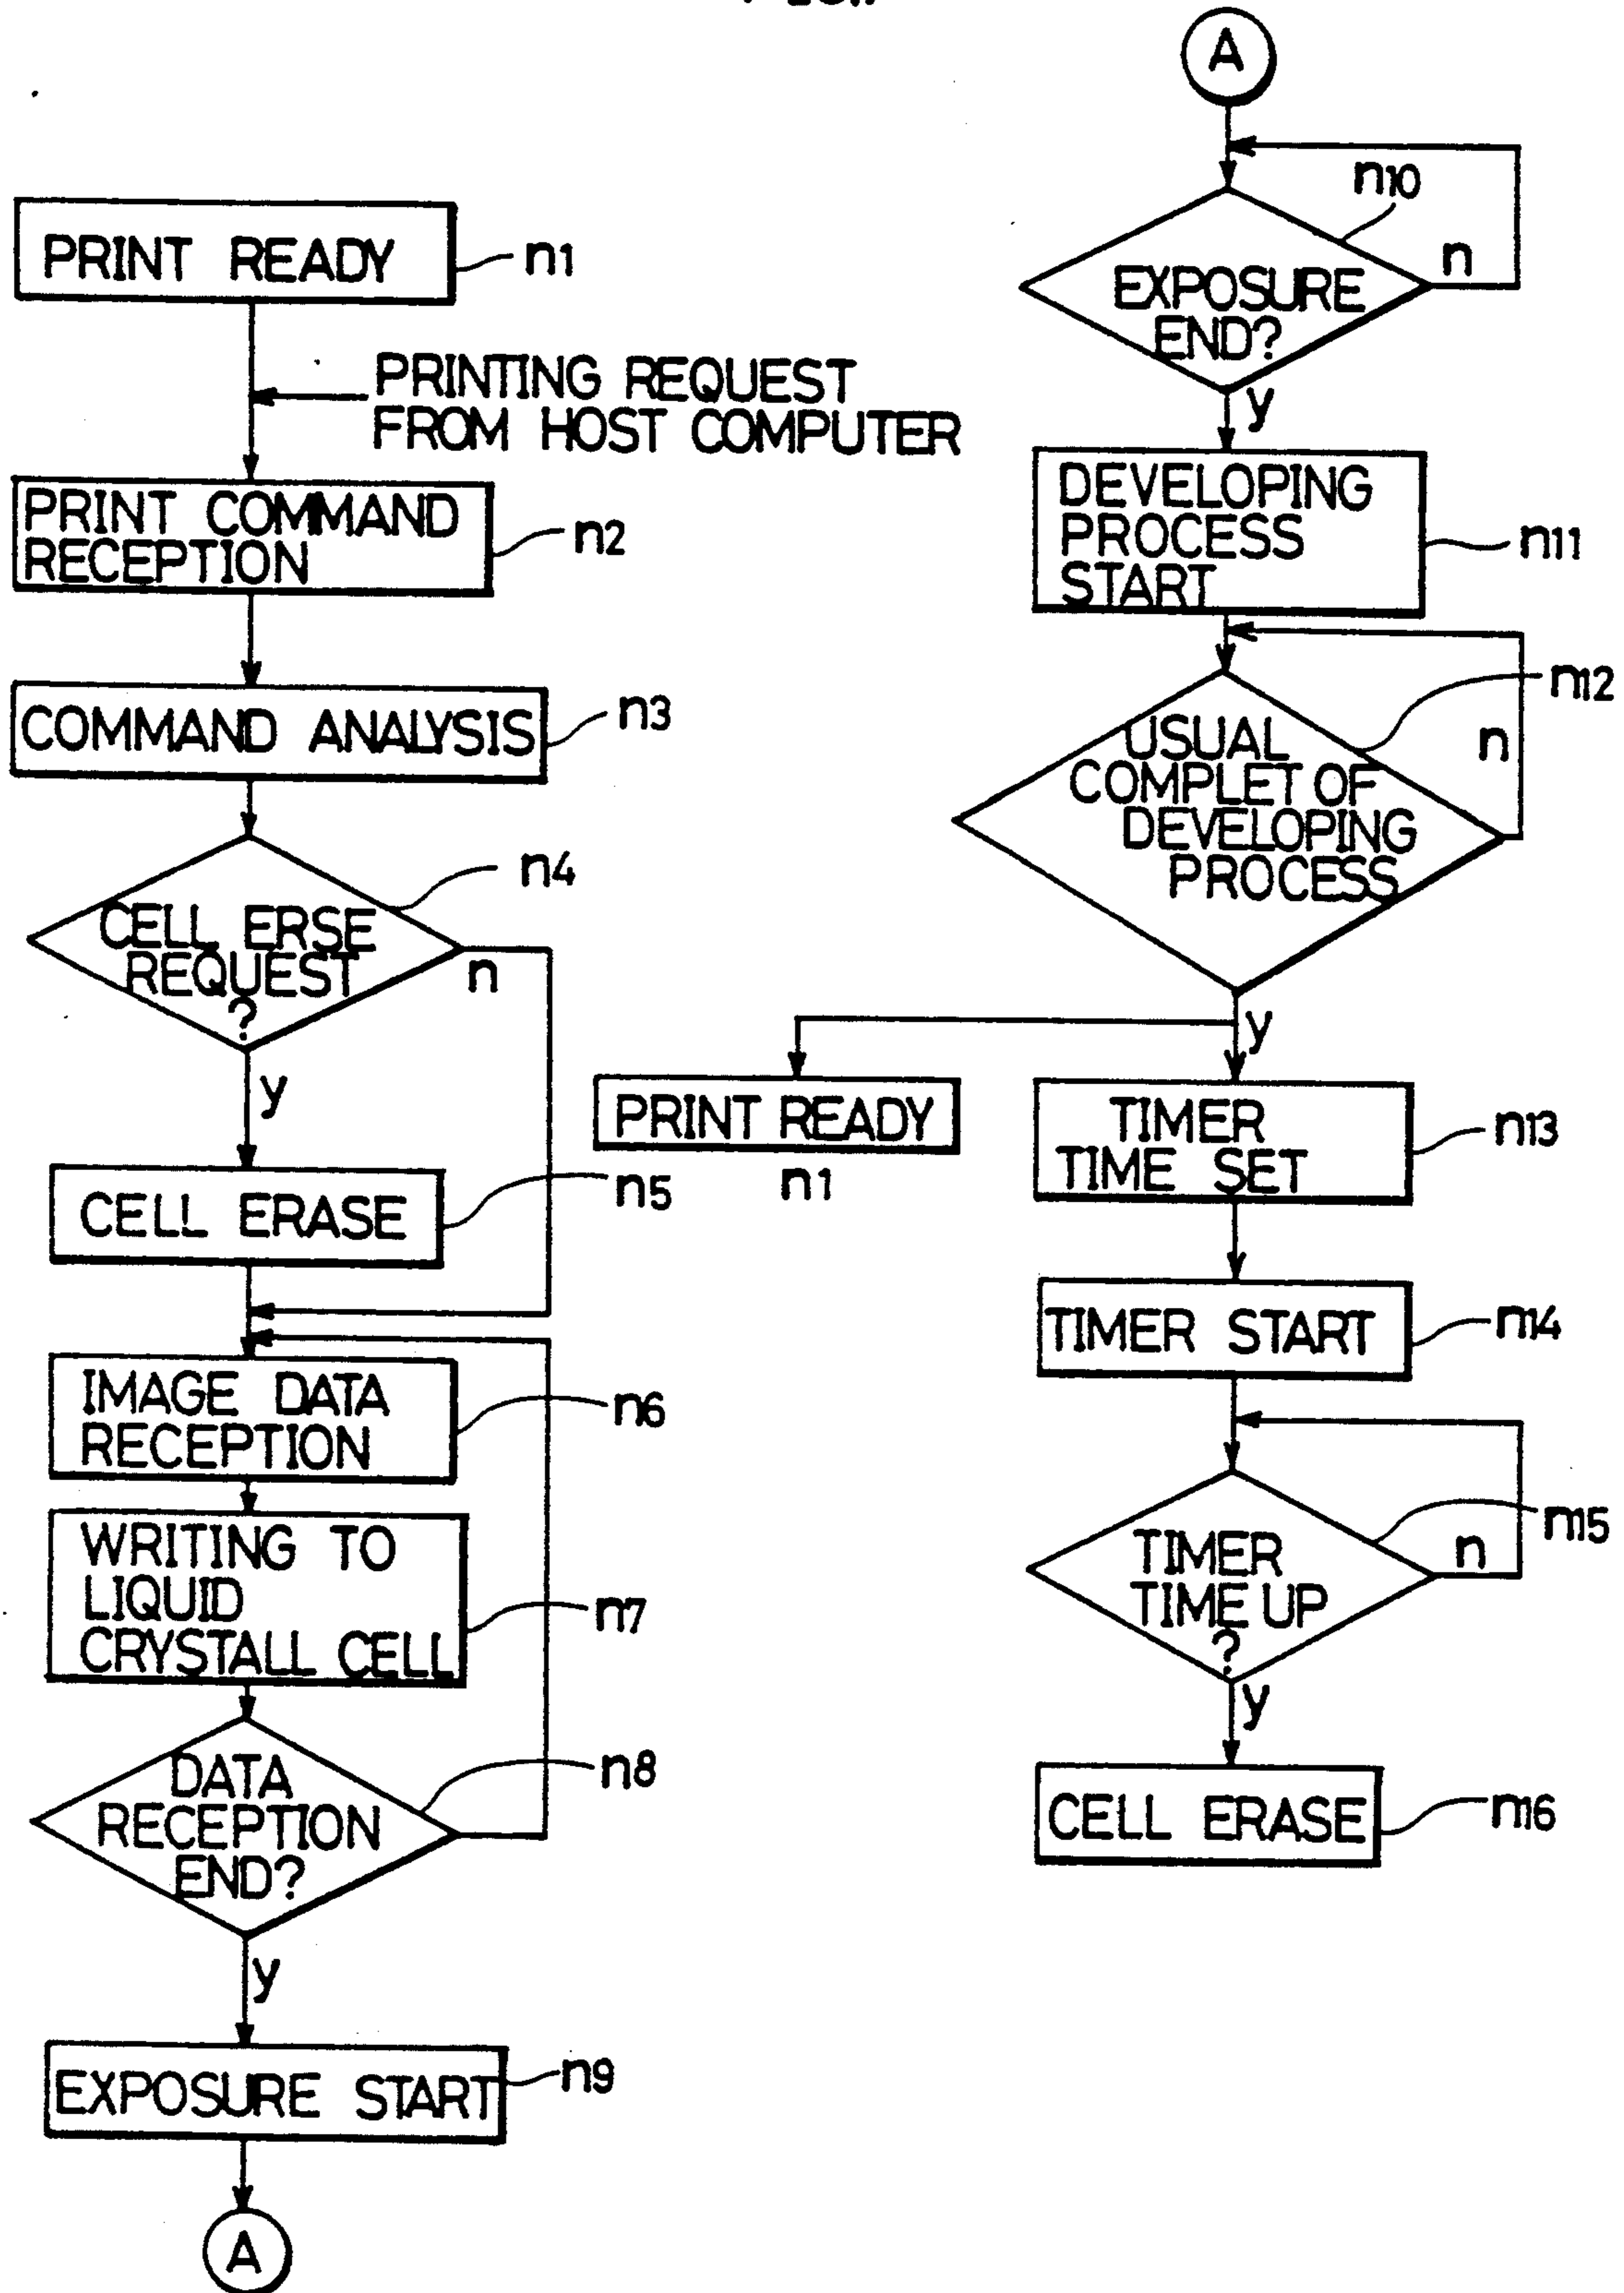 PRINT READY
n1
PRINTING REQUEST
FROM HOST COMPUTER
PRINT COMMAND
RECEPTION
n2
COMMAND ANALYSIS
n3
n4
CELL ERSE
REQUEST
?
n
y
CELL ERASE
n5
IMAGE DATA
RECEPTION
n6
WRITING TO
LIQUID
CRYSTALL CELL
n7
DATA
RECEPTION
END?
n8
y
EXPOSURE START
n9
A
A
n10
EXPOSURE
END?
n
y
DEVELOPING
PROCESS
START
n11
n12
USUAL
COMPLET OF
DEVELOPING
PROCESS
n
y
PRINT READY
n1
TIMER
TIME SET
n13
TIMER START
n14
n15
TIMER
TIME UP
?
n
y
CELL ERASE
n16